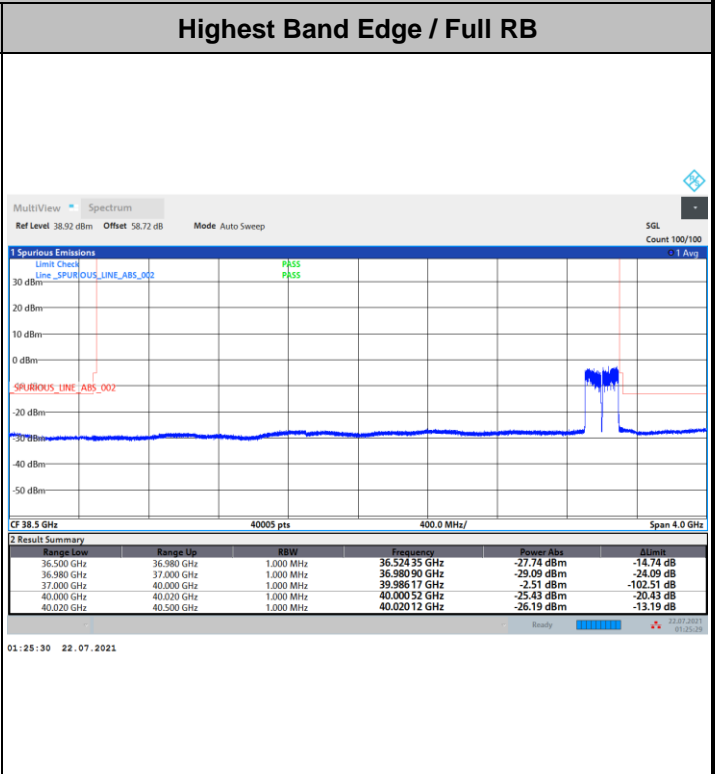 Highest Band Edge / Full RB
MultiView Spectrum
Ref Level 38.92 dBm Offset 58.72 dB Mode Auto Sweep SGL
Count 100/100
1 Spurious Emissions 1 Avg
Limit Check PASS
Line _SPURIOUS_LINE_ABS_002 PASS
30 dBm
20 dBm
10 dBm
0 dBm
_SPURIOUS_LINE_ABS_002
-20 dBm
-30 dBm
-40 dBm
-50 dBm
CF 38.5 GHz 40005 pts 400.0 MHz/ Span 4.0 GHz
2 Result Summary
Range Low Range Up RBW Frequency Power Abs ΔLimit
36.500 GHz 36.980 GHz 1.000 MHz 36.52435 GHz -27.74 dBm -14.74 dB
36.980 GHz 37.000 GHz 1.000 MHz 36.98090 GHz -29.09 dBm -24.09 dB
37.000 GHz 40.000 GHz 1.000 MHz 39.98617 GHz -2.51 dBm -102.51 dB
40.000 GHz 40.020 GHz 1.000 MHz 40.00052 GHz -25.43 dBm -20.43 dB
40.020 GHz 40.500 GHz 1.000 MHz 40.02012 GHz -26.19 dBm -13.19 dB
Ready 22.07.2021
01:25:29
01:25:30 22.07.2021